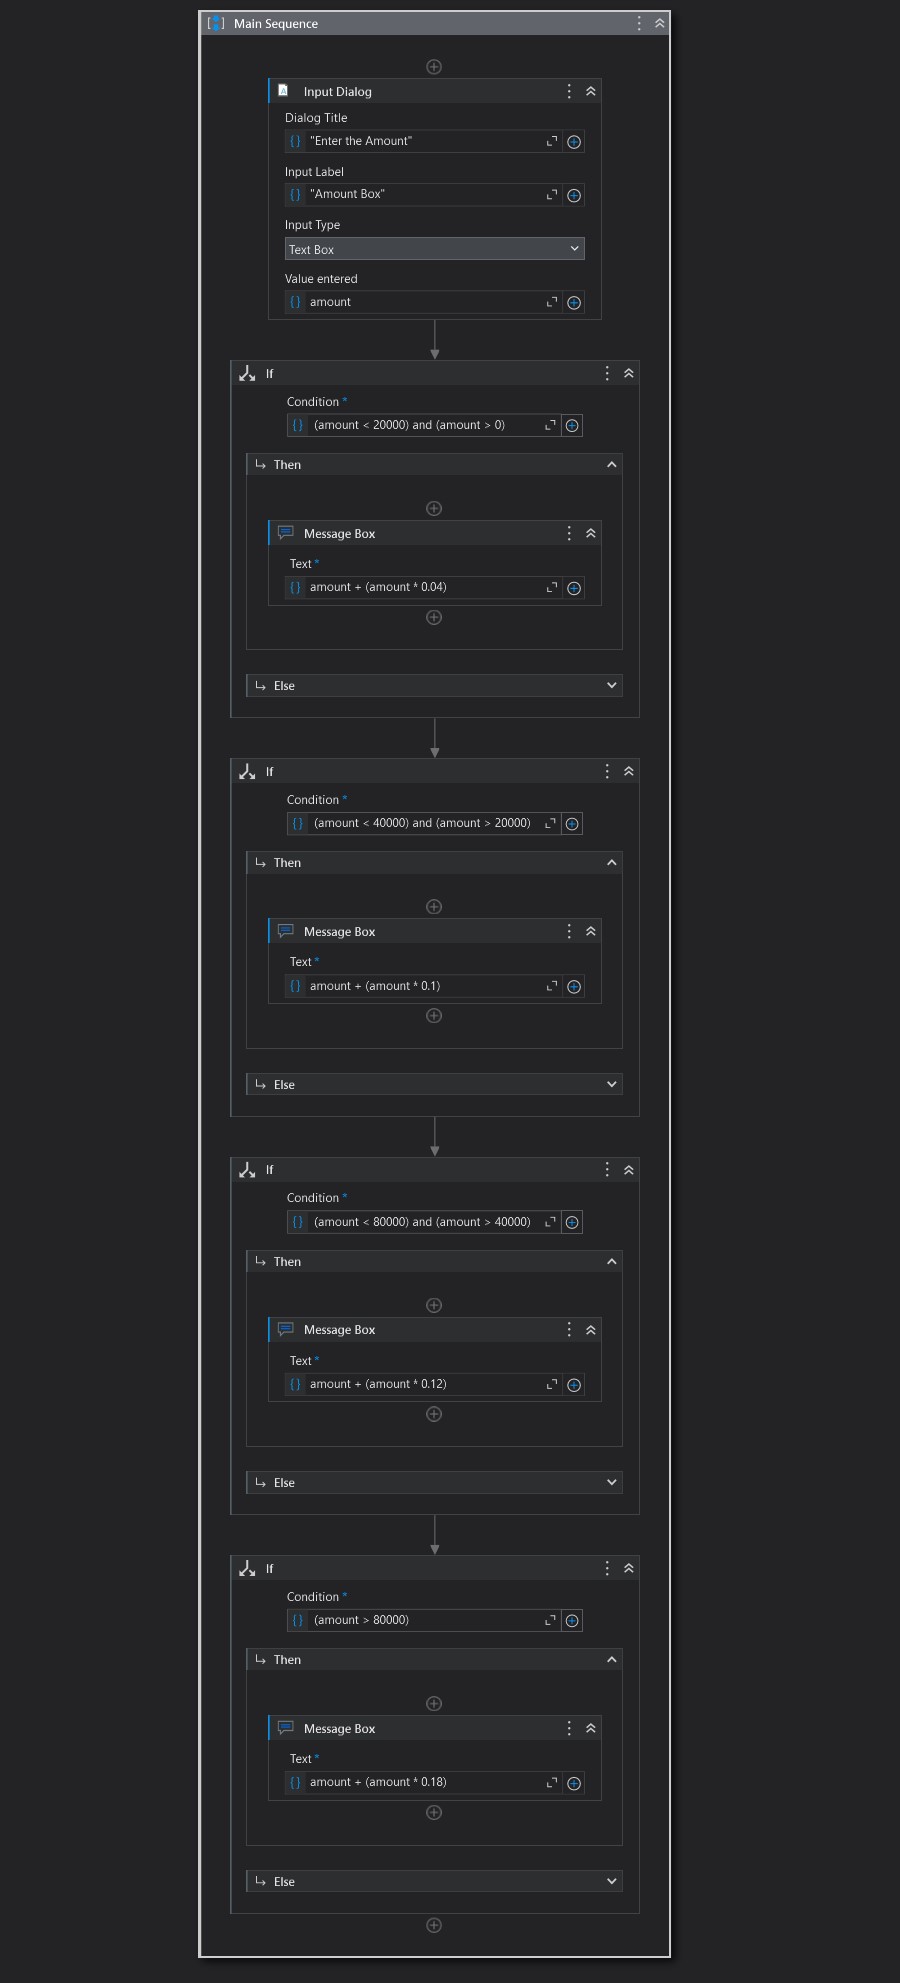 Main Sequence
Input Dialog
Dialog Title
"Enter the Amount"
Input Label
"Amount Box"
Input Type
Text Box
Value entered
amount
If
Condition *
(amount < 20000) and (amount > 0)
Then
Message Box
Text *
amount + (amount * 0.04)
Else
If
Condition *
(amount < 40000) and (amount > 20000)
Then
Message Box
Text *
amount + (amount * 0.1)
Else
If
Condition *
(amount < 80000) and (amount > 40000)
Then
Message Box
Text *
amount + (amount * 0.12)
Else
If
Condition *
(amount > 80000)
Then
Message Box
Text *
amount + (amount * 0.18)
Else